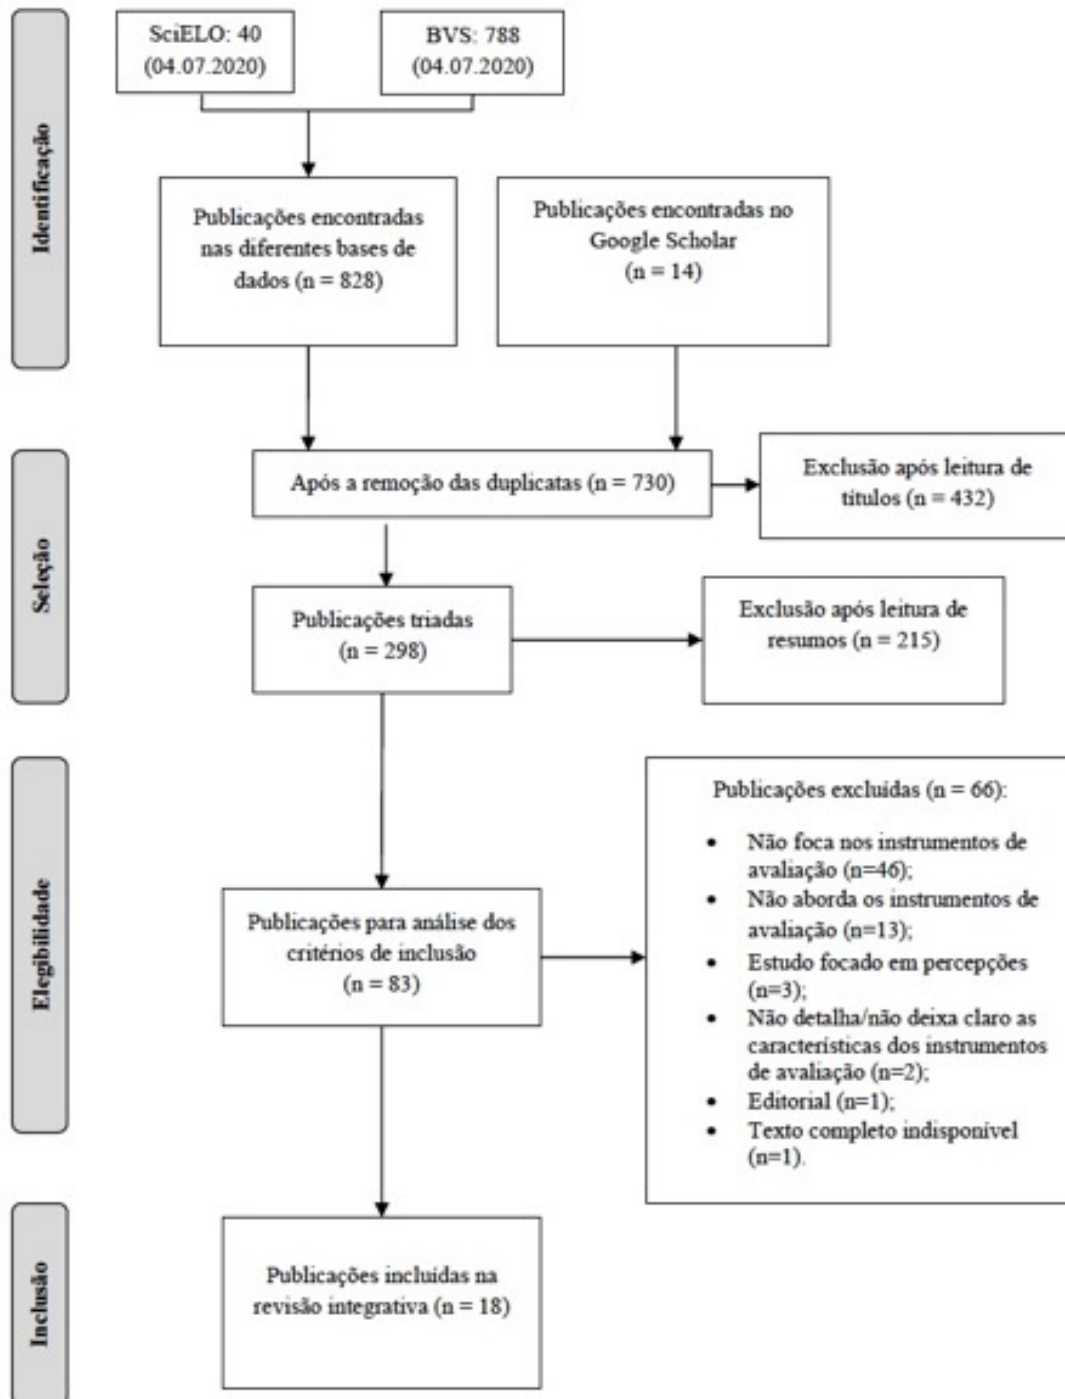 Identificação
SciELO: 40
(04.07.2020)
BVS: 788
(04.07.2020)
Publicações encontradas
nas diferentes bases de
dados (n = 828)
Publicações encontradas no
Google Scholar
(n = 14)
Seleção
Após a remoção das duplicatas (n = 730)
Exclusão após leitura de
títulos (n = 432)
Publicações triadas
(n = 298)
Exclusão após leitura de
resumos (n = 215)
Elegibilidade
Publicações para análise dos
critérios de inclusão
(n = 83)
Publicações excluídas (n = 66):
• Não foca nos instrumentos de
avaliação (n=46);
• Não aborda os instrumentos de
avaliação (n=13);
• Estudo focado em percepções
(n=3);
• Não detalha/não deixa claro as
características dos instrumentos
de avaliação (n=2);
• Editorial (n=1);
• Texto completo indisponível
(n=1).
Inclusão
Publicações incluídas na
revisão integrativa (n = 18)